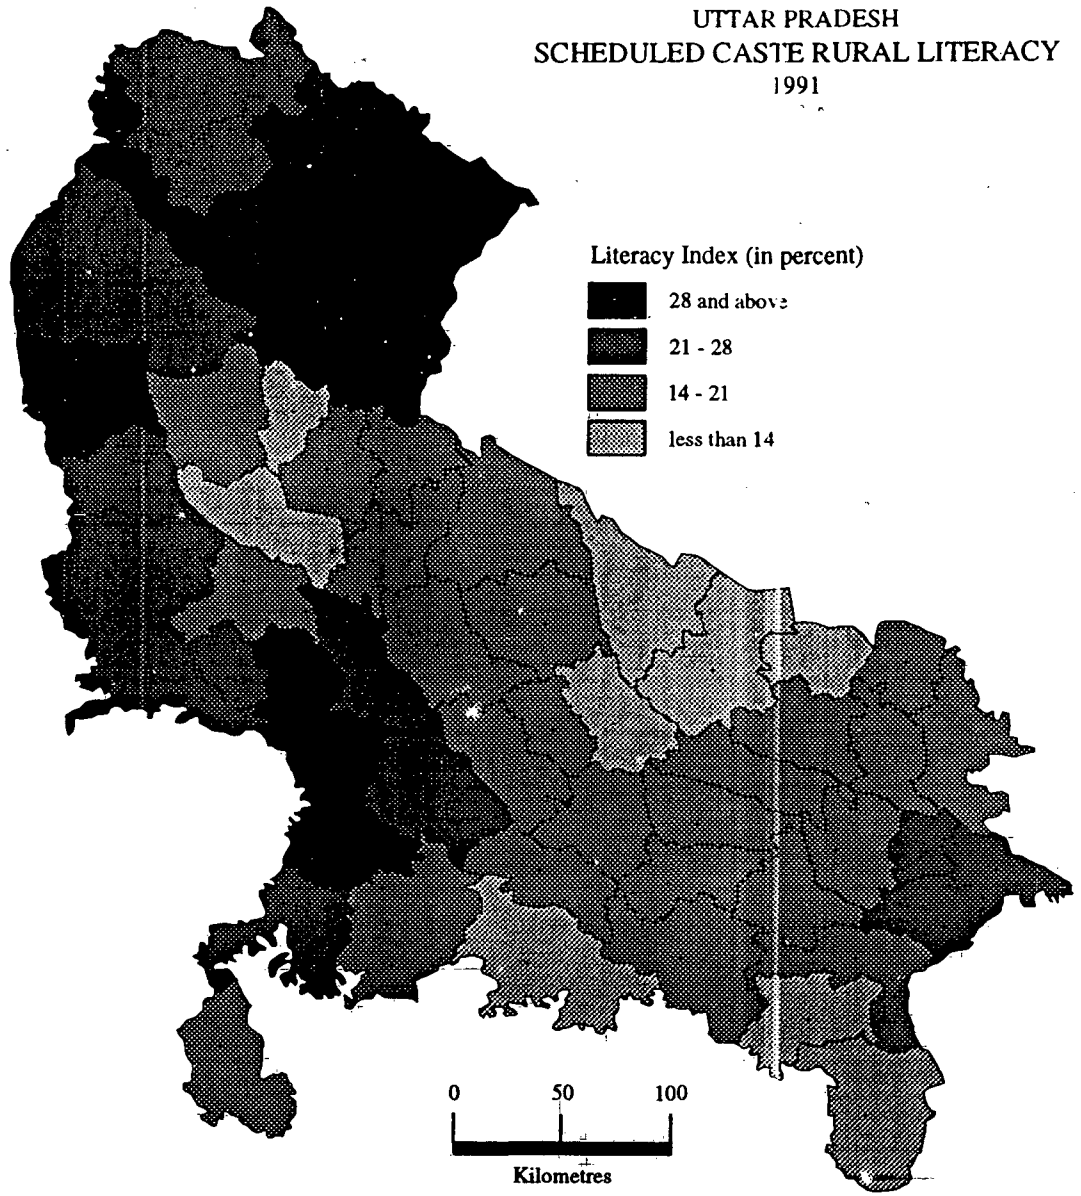 UTTAR PRADESH
SCHEDULED CASTE RURAL LITERACY
1991
Literacy Index (in percent)
28 and above
21 - 28
14 - 21
less than 14
0 50 100
Kilometres